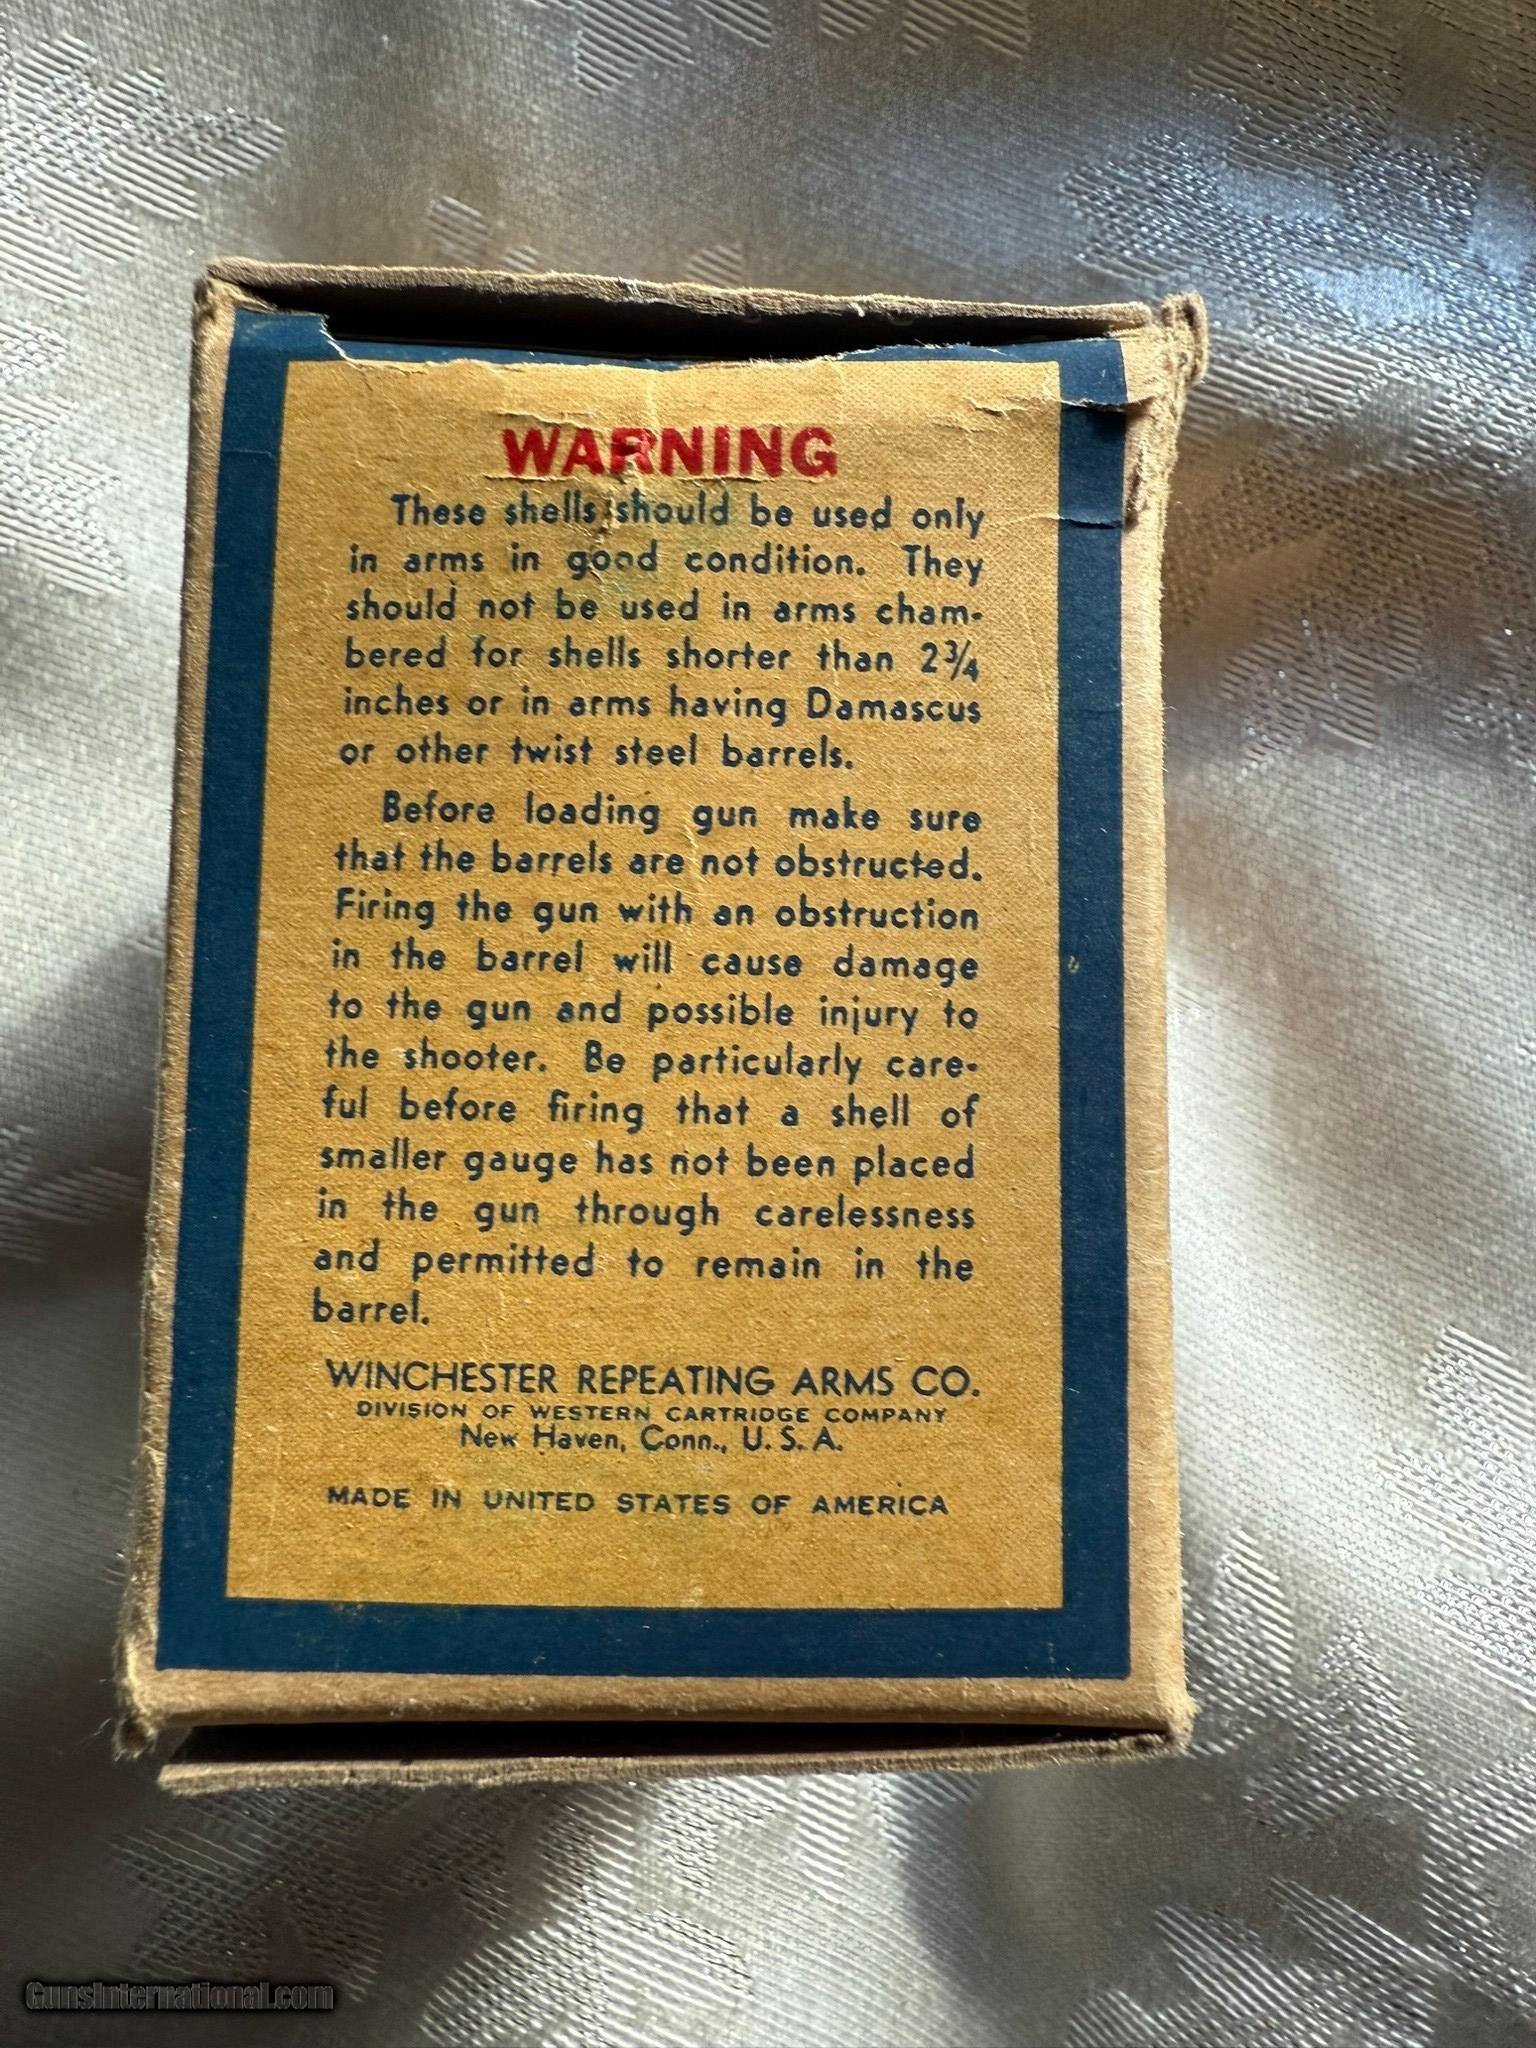 WARNING
These shells should be used only
in arms in good condition. They
should not be used in arms cham-
bered for shells shorter than 2 3/4
inches or in arms having Damascus
or other twist steel barrels.
Before loading gun make sure
that the barrels are not obstructed.
Firing the gun with an obstruction
in the barrel will cause damage
to the gun and possible injury to
the shooter. Be particularly care-
ful before firing that a shell of
smaller gauge has not been placed
in the gun through carelessness
and permitted to remain in the
barrel.
WINCHESTER REPEATING ARMS CO.
DIVISION OF WESTERN CARTRIDGE COMPANY
New Haven, Conn., U. S. A.
MADE IN UNITED STATES OF AMERICA
GunsInternational.com